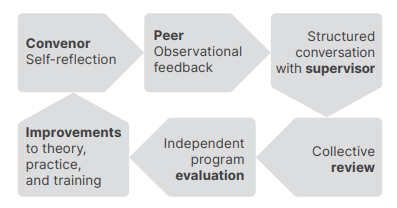 Convenor
Self-reflection
Peer
Observational
feedback
Structured
conversation
with supervisor
Collective
review
Independent
program
evaluation
Improvements
to theory,
practice,
and training